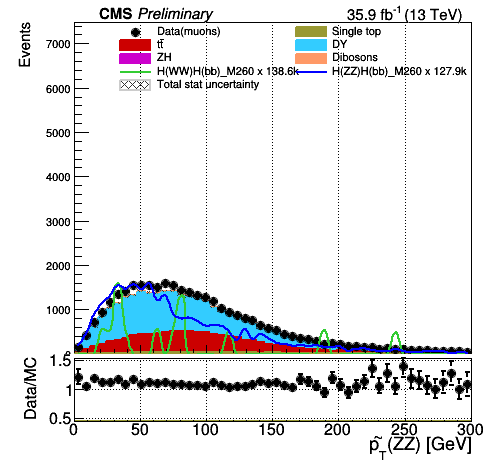 CMS Preliminary 35.9 fb⁻¹ (13 TeV)
Events
Data(muons) Single top
tt̄ DY
ZH Dibosons
H(WW)H(bb)_M260 x 138.6k H(ZZ)H(bb)_M260 x 127.9k
Total stat uncertainty
7000
6000
5000
4000
3000
2000
1000
Data/MC
1.5
1
0.5
0 50 100 150 200 250 300
p̃_T(ZZ) [GeV]